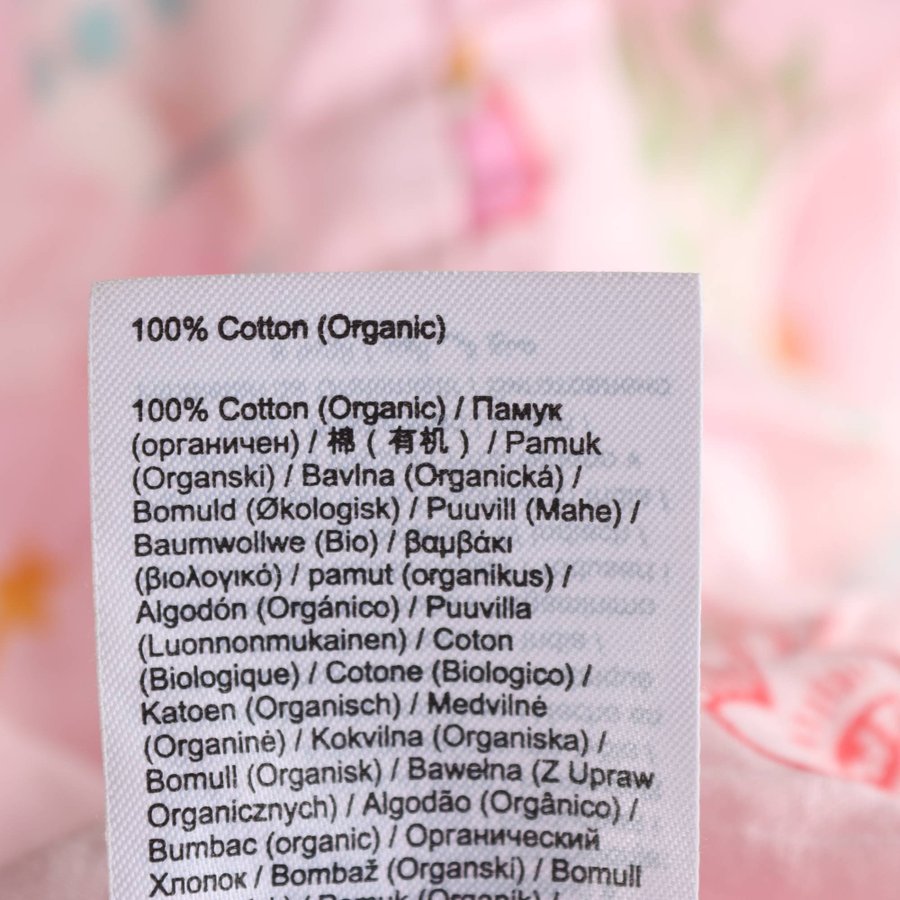 100% Cotton (Organic)
100% Cotton (Organic) / Памук
(органичен) / 棉 ( 有机 ) / Pamuk
(Organski) / Bavlna (Organická) /
Bomuld (Økologisk) / Puuvill (Mahe) /
Baumwollwe (Bio) / βαμβάκι
(βιολογικό) / pamut (organikus) /
Algodón (Orgánico) / Puuvilla
(Luonnonmukainen) / Coton
(Biologique) / Cotone (Biologico) /
Katoen (Organisch) / Medvilnė
(Organinė) / Kokvilna (Organiska) /
Bomull (Organisk) / Bawełna (Z Upraw
Organicznych) / Algodão (Orgânico) /
Bumbac (organic) / Органический
Хлопок / Bombaž (Organski) / Bomull
/ Pamuk (Organik) /